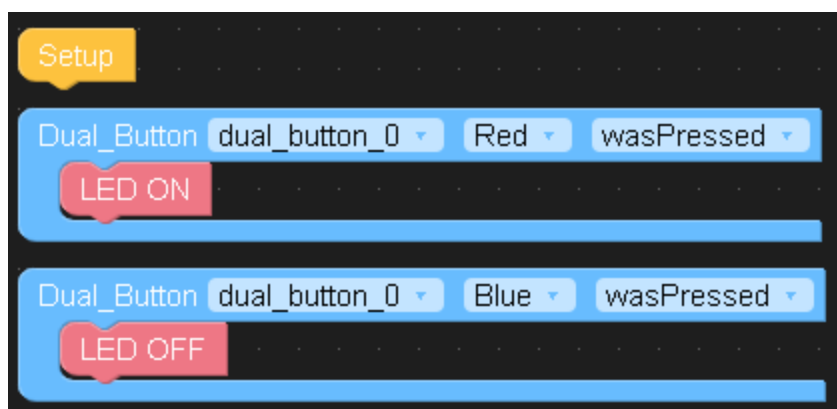 Setup
Dual_Button dual_button_0 Red wasPressed
LED ON
Dual_Button dual_button_0 Blue wasPressed
LED OFF